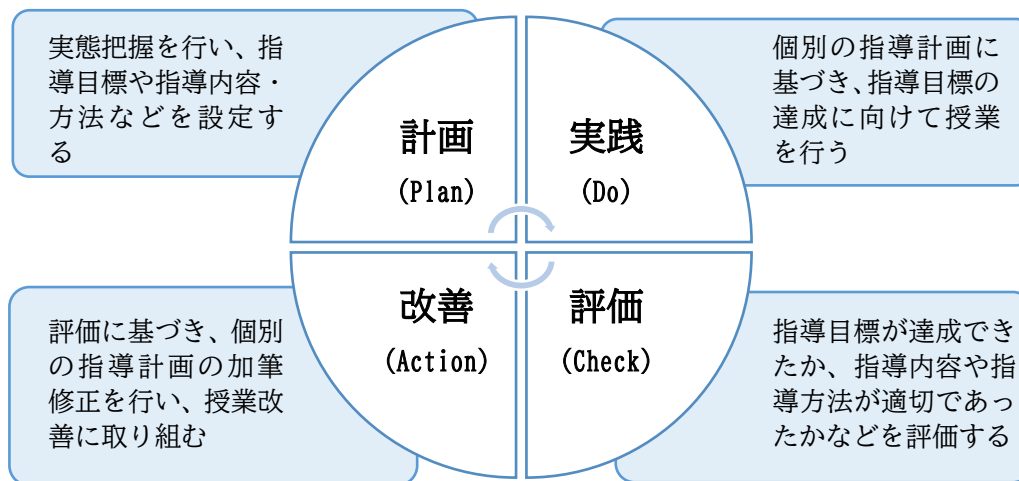 実態把握を行い、指
導目標や指導内容・
方法などを設定す
る
計画
(Plan)
実践
(Do)
個別の指導計画に
基づき、指導目標の
達成に向けて授業
を行う
評価に基づき、個別
の指導計画の加筆
修正を行い、授業改
善に取り組む
改善
(Action)
評価
(Check)
指導目標が達成でき
たか、指導内容や指
導方法が適切であっ
たかなどを評価する